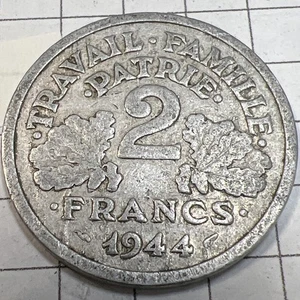 ·TRAVAIL·FAMILLE·
·PATRIE·
2
·FRANCS·
1944